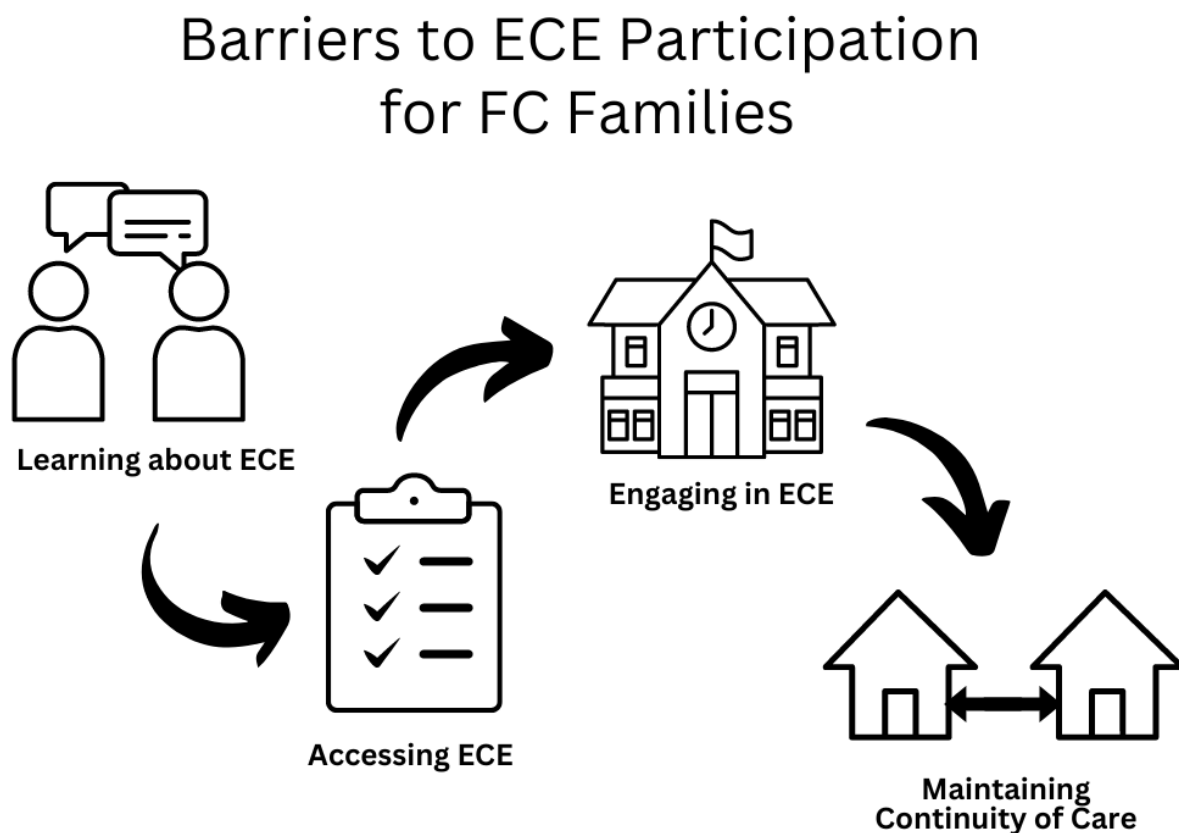 Barriers to ECE Participation
for FC Families
Learning about ECE
Accessing ECE
Engaging in ECE
Maintaining
Continuity of Care